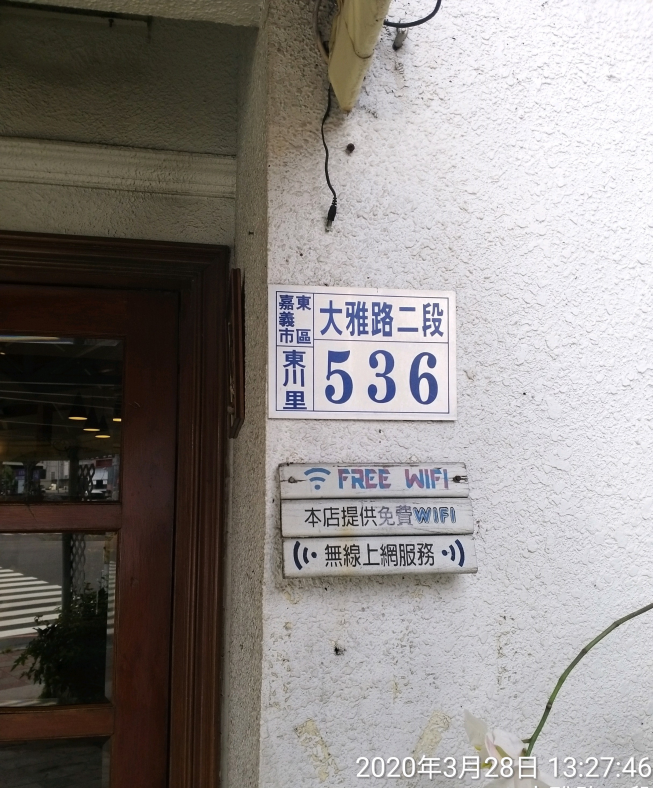 嘉義市東區
東川里
大雅路二段
536
FREE WIFI
本店提供免費WIFI
無線上網服務
2020年3月28日 13:27:46